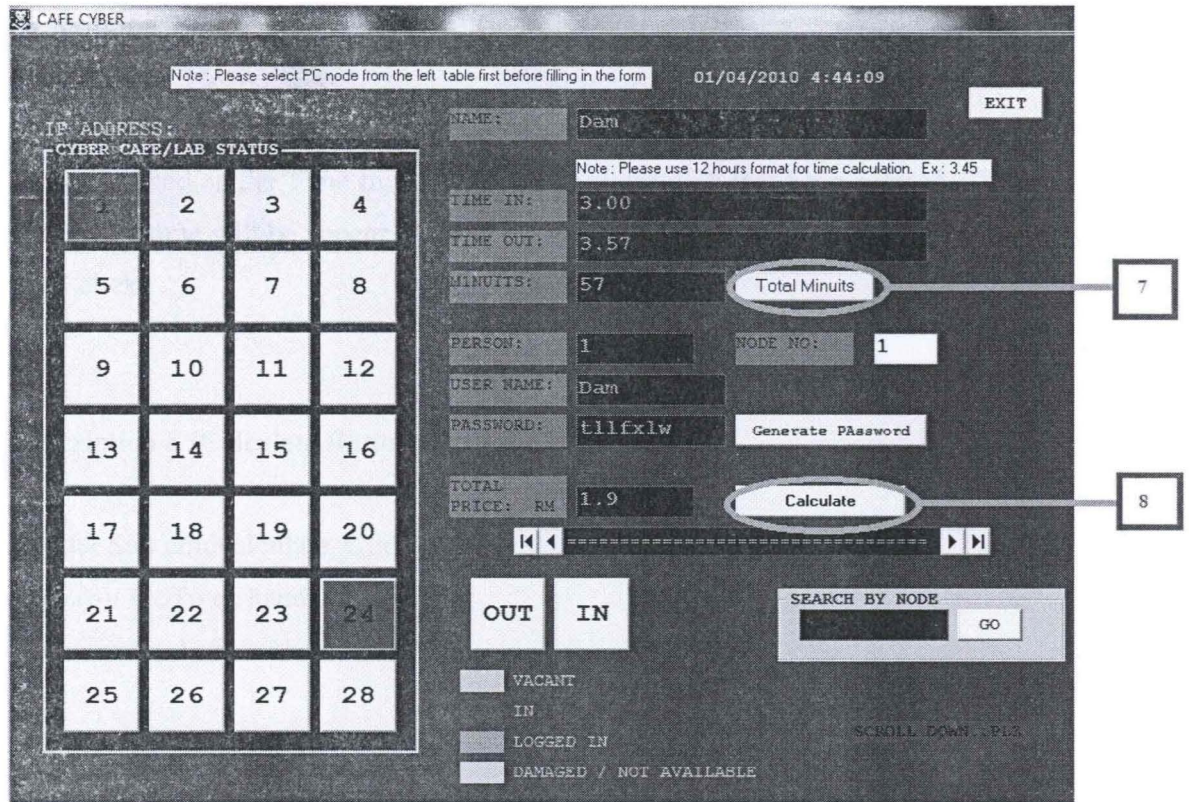 CAFE CYBER
Note : Please select PC node from the left table first before filling in the form
01/04/2010 4:44:09
EXIT
IP ADDRESS:
CYBER CAFE/LAB STATUS
1 2 3 4
5 6 7 8
9 10 11 12
13 14 15 16
17 18 19 20
21 22 23 24
25 26 27 28
NAME: Dam
Note : Please use 12 hours format for time calculation. Ex : 3.45
TIME IN: 3.00
TIME OUT: 3.57
MINUITS: 57 Total Minuits
7
PERSON: 1 NODE NO: 1
USER NAME: Dam
PASSWORD: tllfxlw Generate PAssword
TOTAL
PRICE: RM 1.9 Calculate
8
==================================
OUT IN
SEARCH BY NODE
GO
VACANT
IN
LOGGED IN
DAMAGED / NOT AVAILABLE
SCROLL DOWN